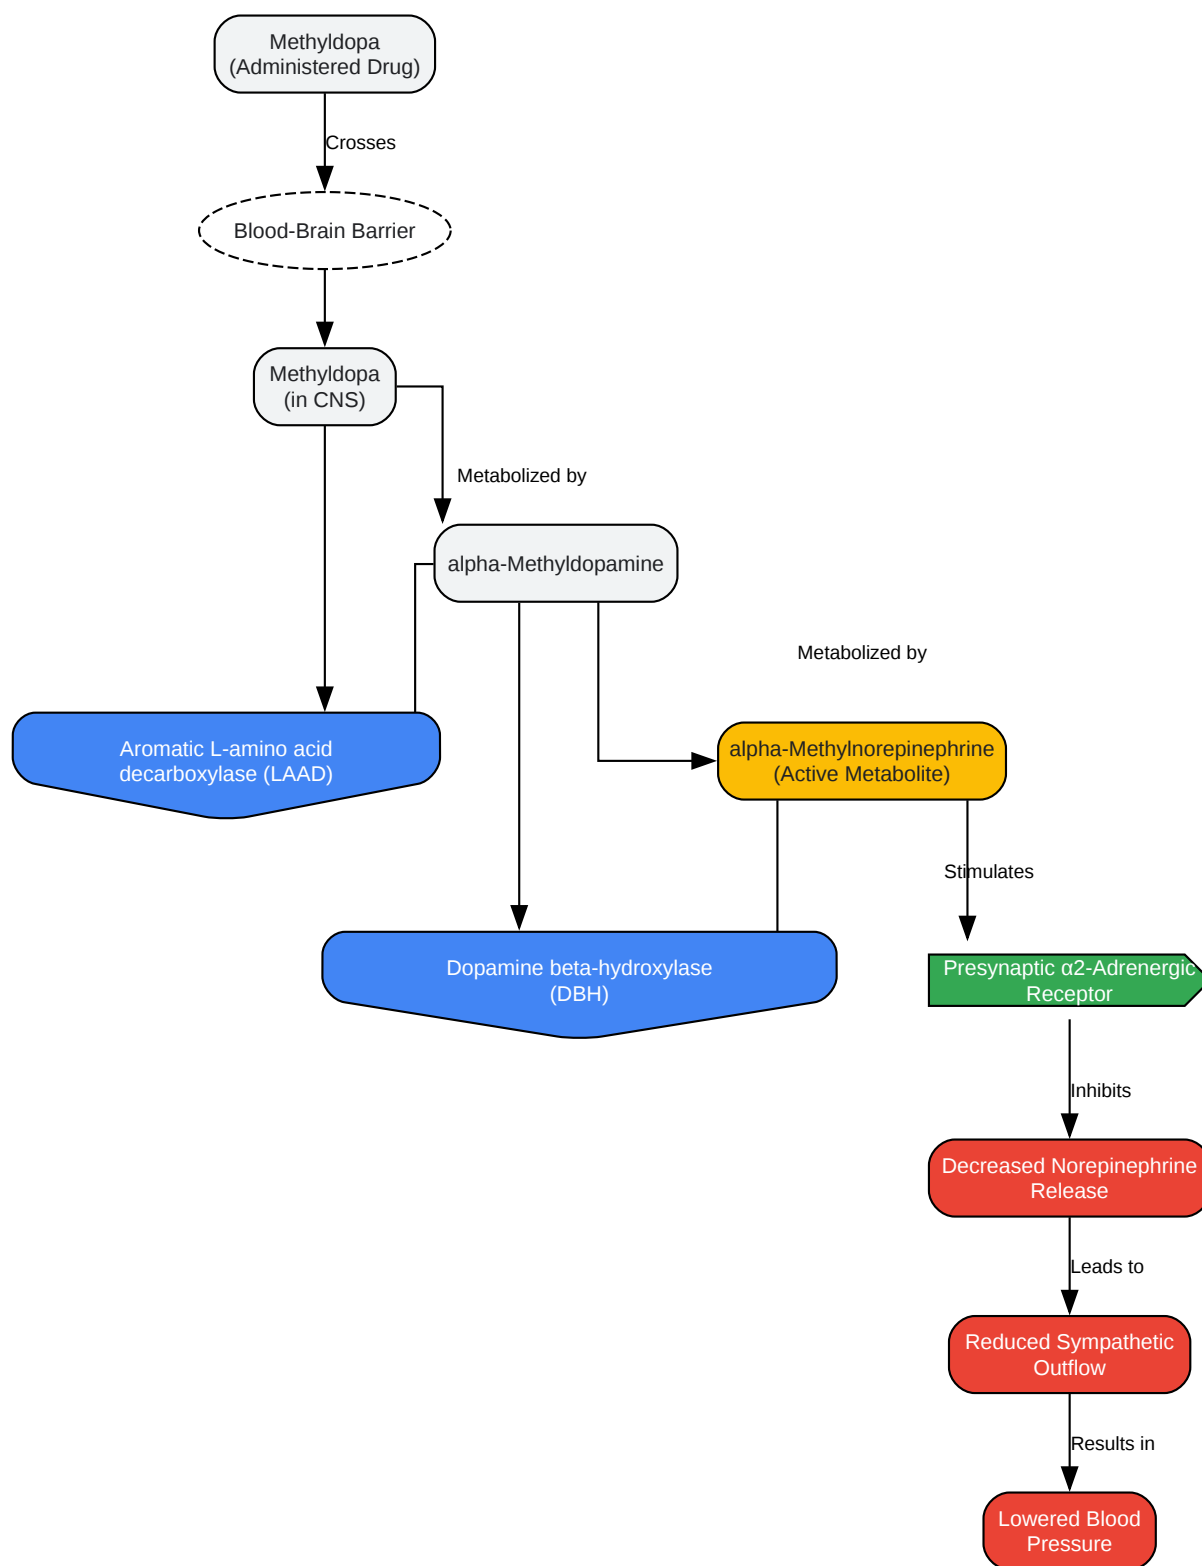 Methyldopa
(Administered Drug)
Crosses
Blood-Brain Barrier
Methyldopa
(in CNS)
Metabolized by
alpha-Methyldopamine
Metabolized by
Aromatic L-amino acid
decarboxylase (LAAD)
alpha-Methylnorepinephrine
(Active Metabolite)
Stimulates
Dopamine beta-hydroxylase
(DBH)
Presynaptic α2-Adrenergic
Receptor
Inhibits
Decreased Norepinephrine
Release
Leads to
Reduced Sympathetic
Outflow
Results in
Lowered Blood
Pressure